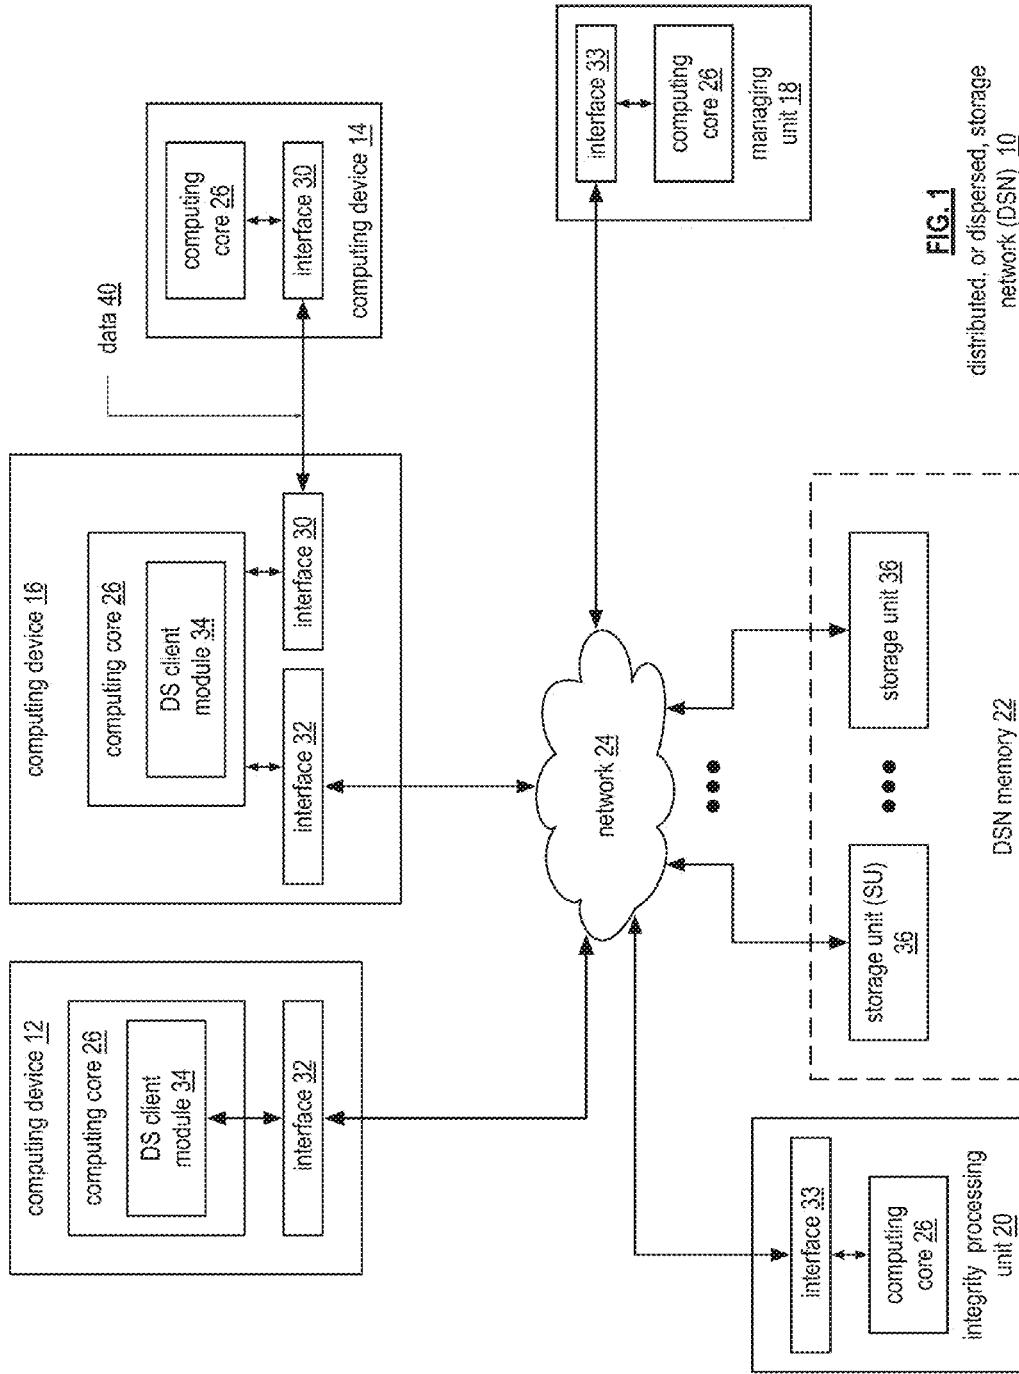 computing device 12
computing core 26
DS client
module 34
interface 32
computing device 16
computing core 26
DS client
module 34
interface 32
interface 30
data 40
computing
core 26
interface 30
computing device 14
network 24
interface 33
computing
core 26
managing
unit 18
interface 33
computing
core 26
integrity processing
unit 20
storage unit (SU)
36
storage unit 36
DSN memory 22
FIG. 1
distributed, or dispersed, storage
network (DSN) 10